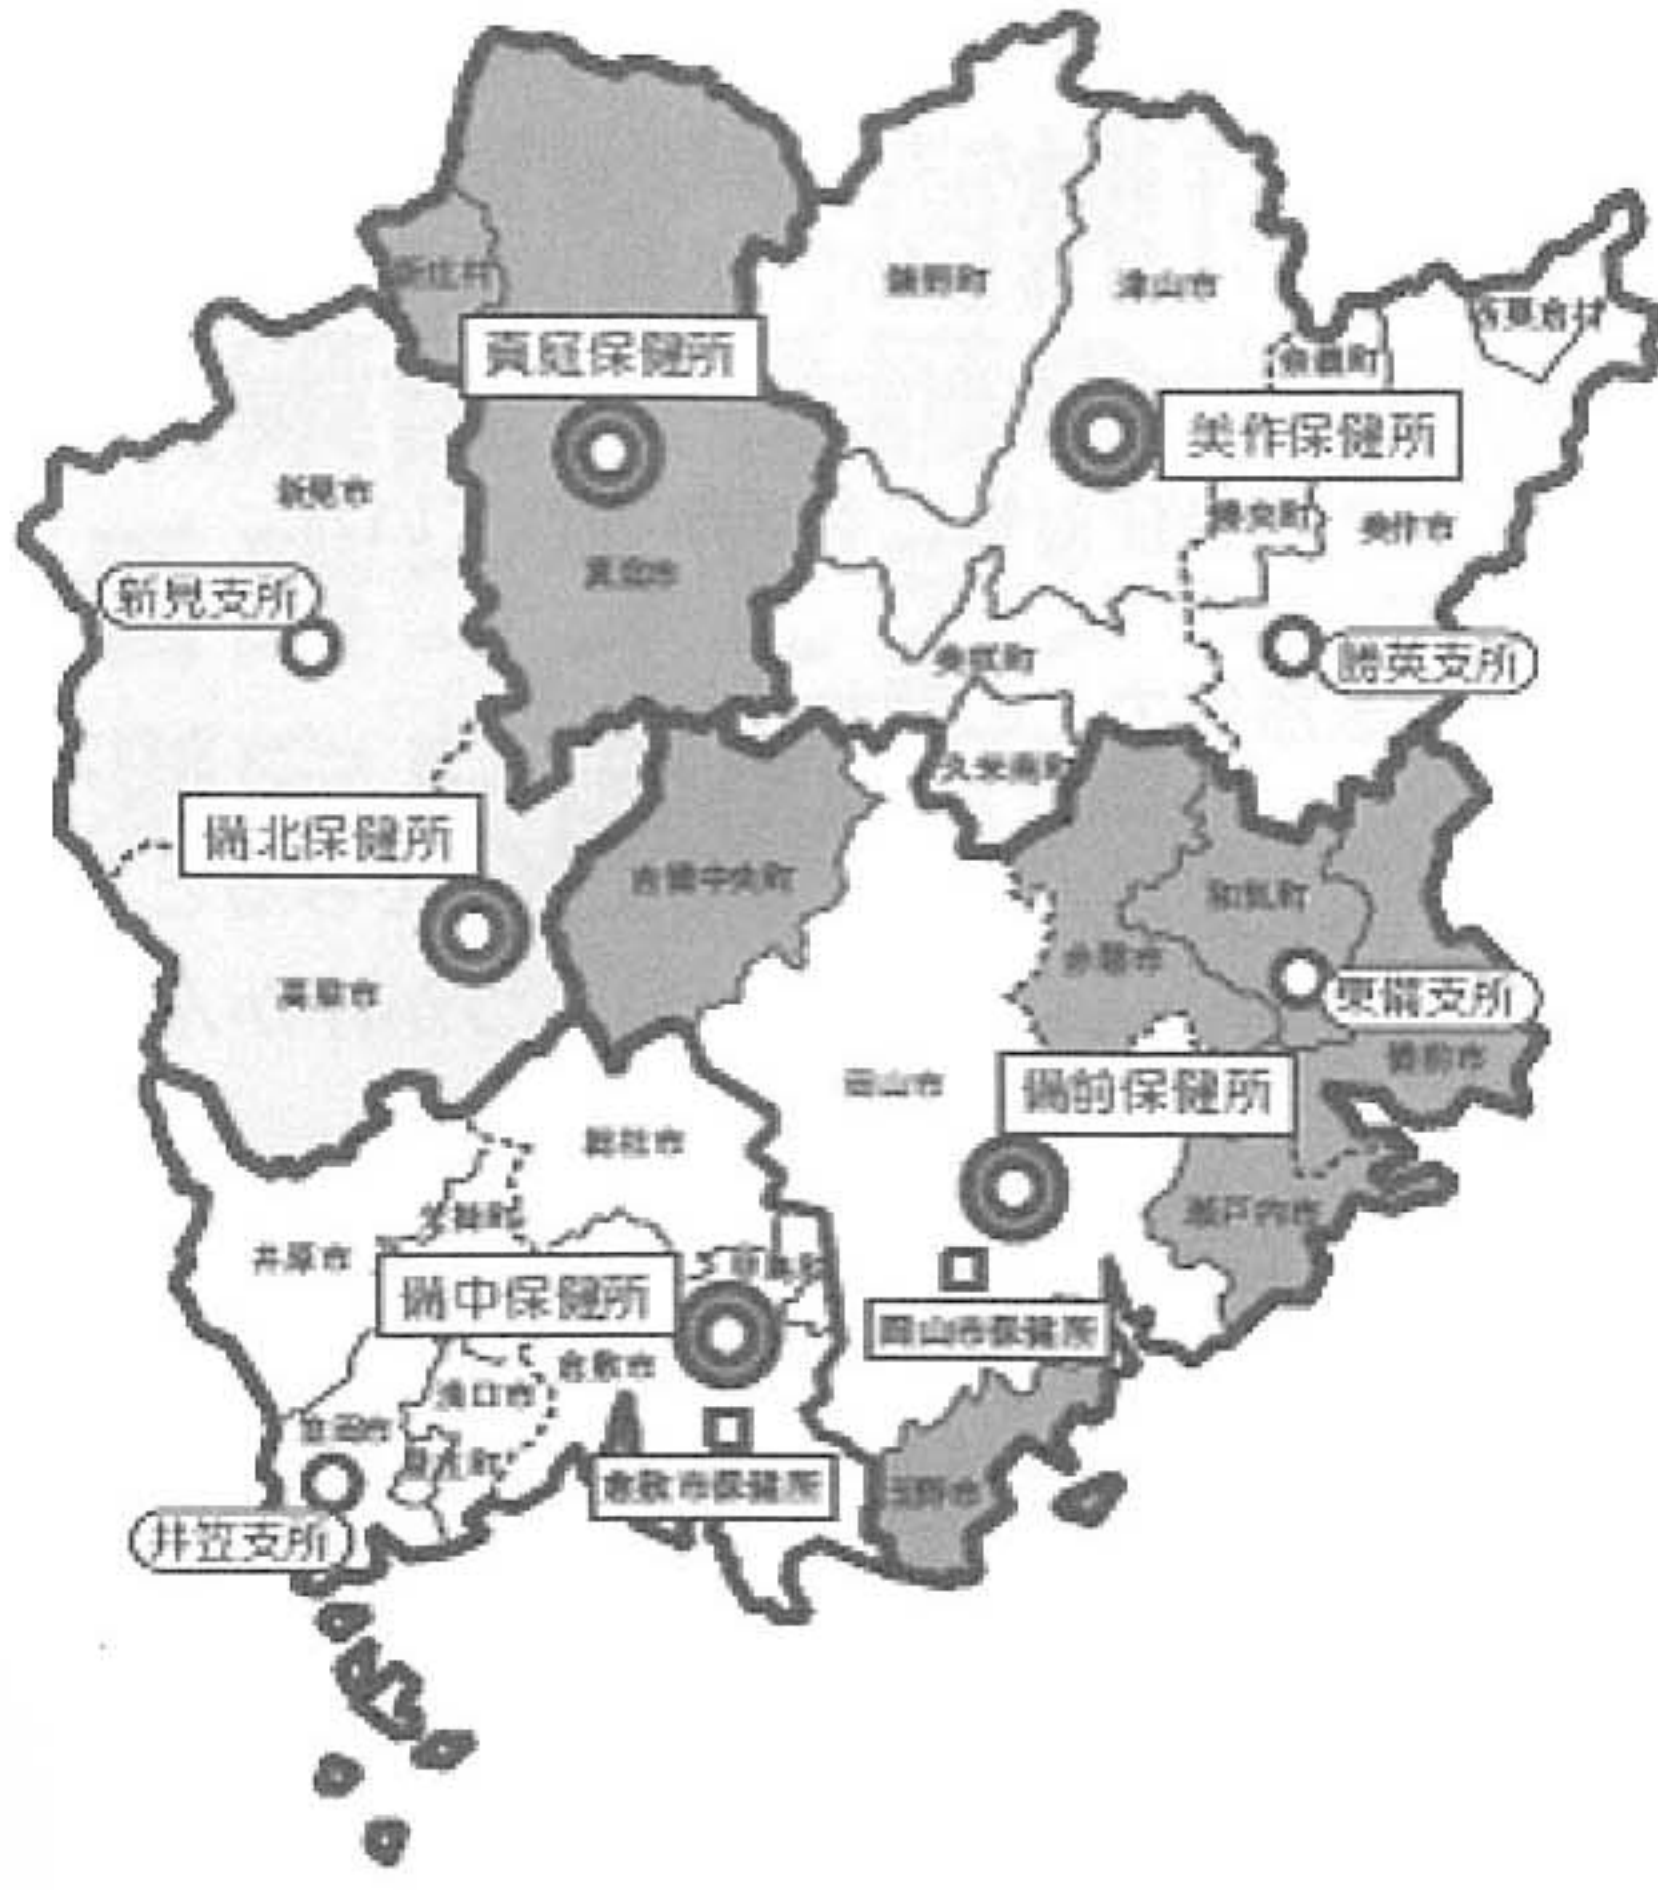 新庄村
真庭保健所
鏡野町
津山市
西粟倉村
奈義町
美作保健所
新見市
勝央町
美作市
真庭市
新見支所
勝英支所
美咲町
久米南町
備北保健所
吉備中央町
和気町
赤磐市
高梁市
東備支所
備前市
岡山市
備前保健所
総社市
矢掛町
瀬戸内市
井原市
早島町
備中保健所
岡山市保健所
倉敷市
浅口市
笠岡市
里庄町
倉敷市保健所
玉野市
井笠支所